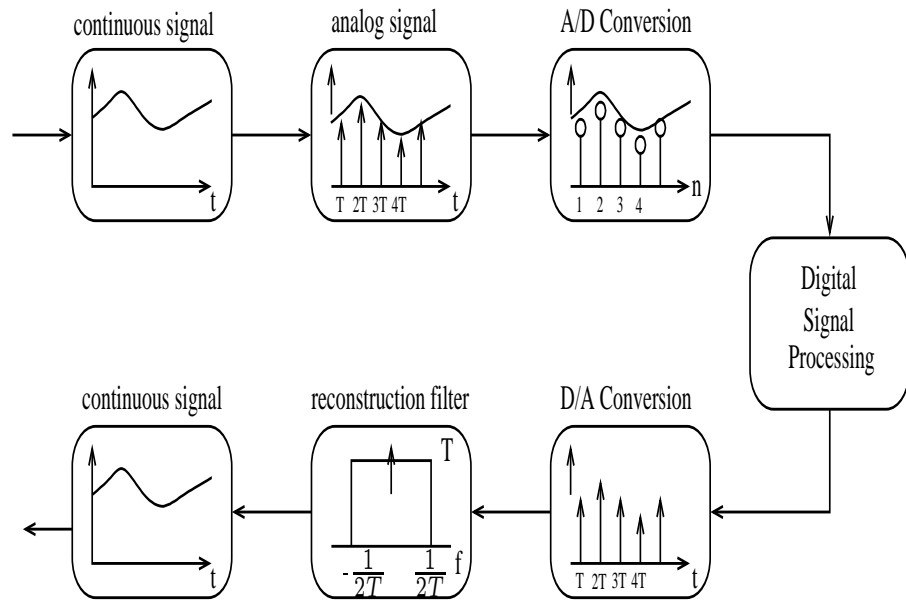 continuous signal
analog signal
A/D Conversion
t
t
T 2T 3T 4T
n
1 2 3 4
Digital
Signal
Processing
continuous signal
reconstruction filter
D/A Conversion
t
T
-1/2T 1/2T f
t
T 2T 3T 4T